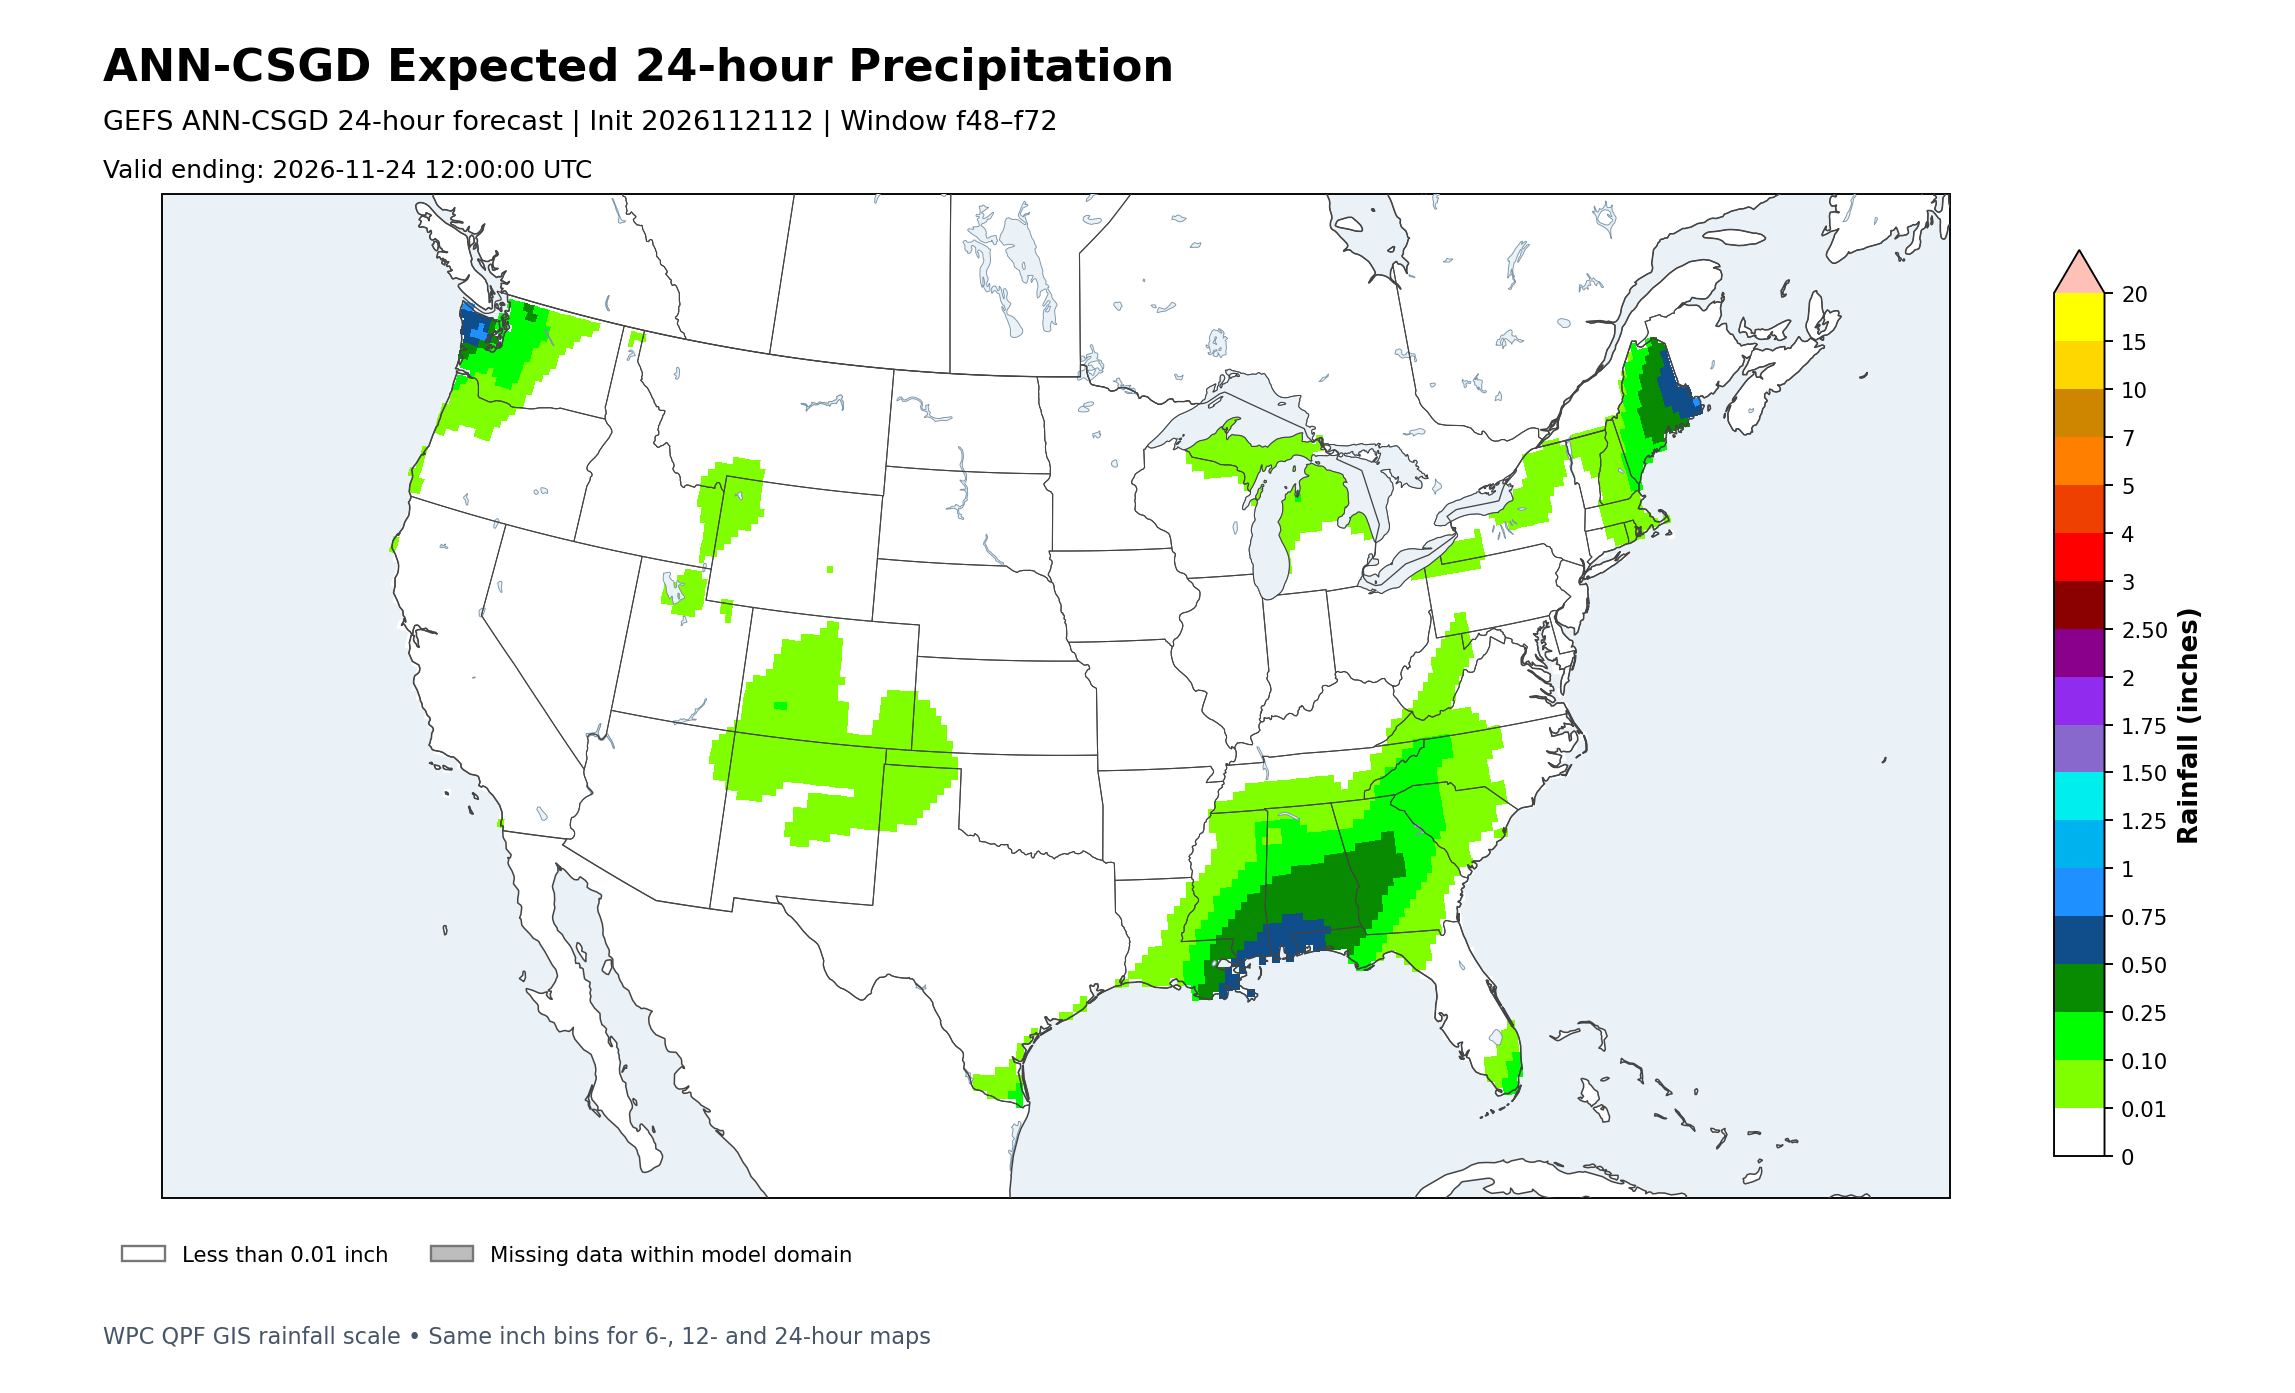 ANN-CSGD Expected 24-hour Precipitation
GEFS ANN-CSGD 24-hour forecast | Init 2026112112 | Window f48–f72
Valid ending: 2026-11-24 12:00:00 UTC
20
15
10
7
5
4
3
2.50
2
1.75
1.50
1.25
1
0.75
0.50
0.25
0.10
0.01
0
Rainfall (inches)
Less than 0.01 inch
Missing data within model domain
WPC QPF GIS rainfall scale • Same inch bins for 6-, 12- and 24-hour maps